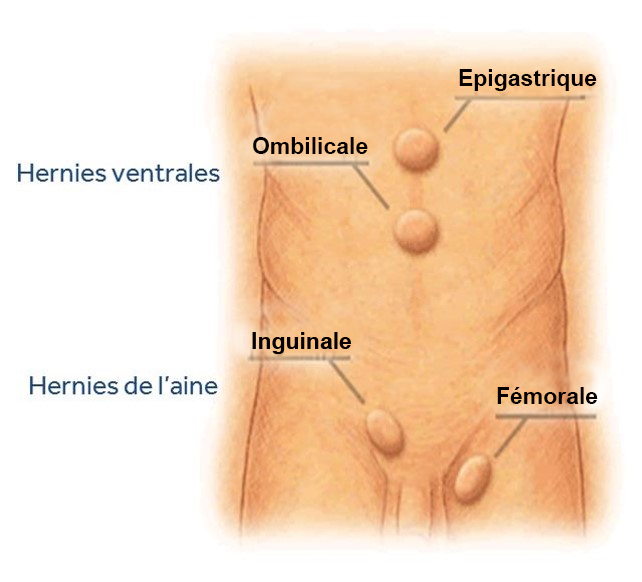 Epigastrique
Ombilicale
Hernies ventrales
Inguinale
Hernies de l'aine
Fémorale